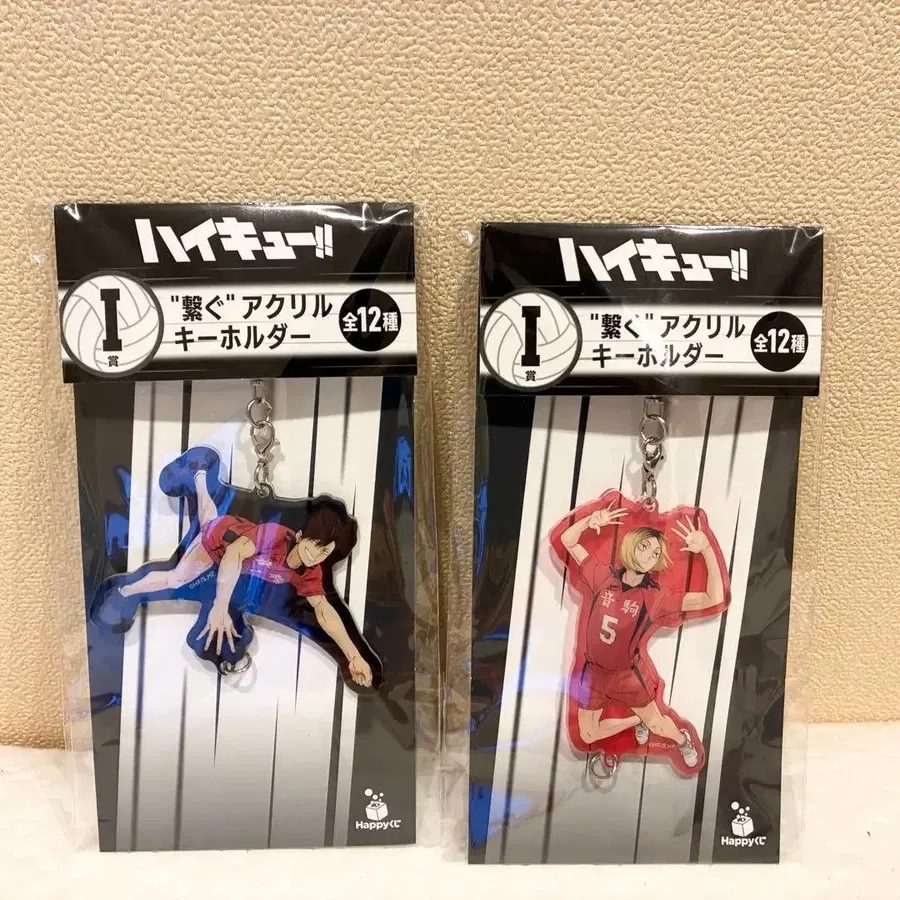 ハイキュー!!
I
賞
"繋ぐ"アクリル
キーホルダー
全12種
Happyくじ
ハイキュー!!
I
賞
"繋ぐ"アクリル
キーホルダー
全12種
音駒
5
Happyくじ